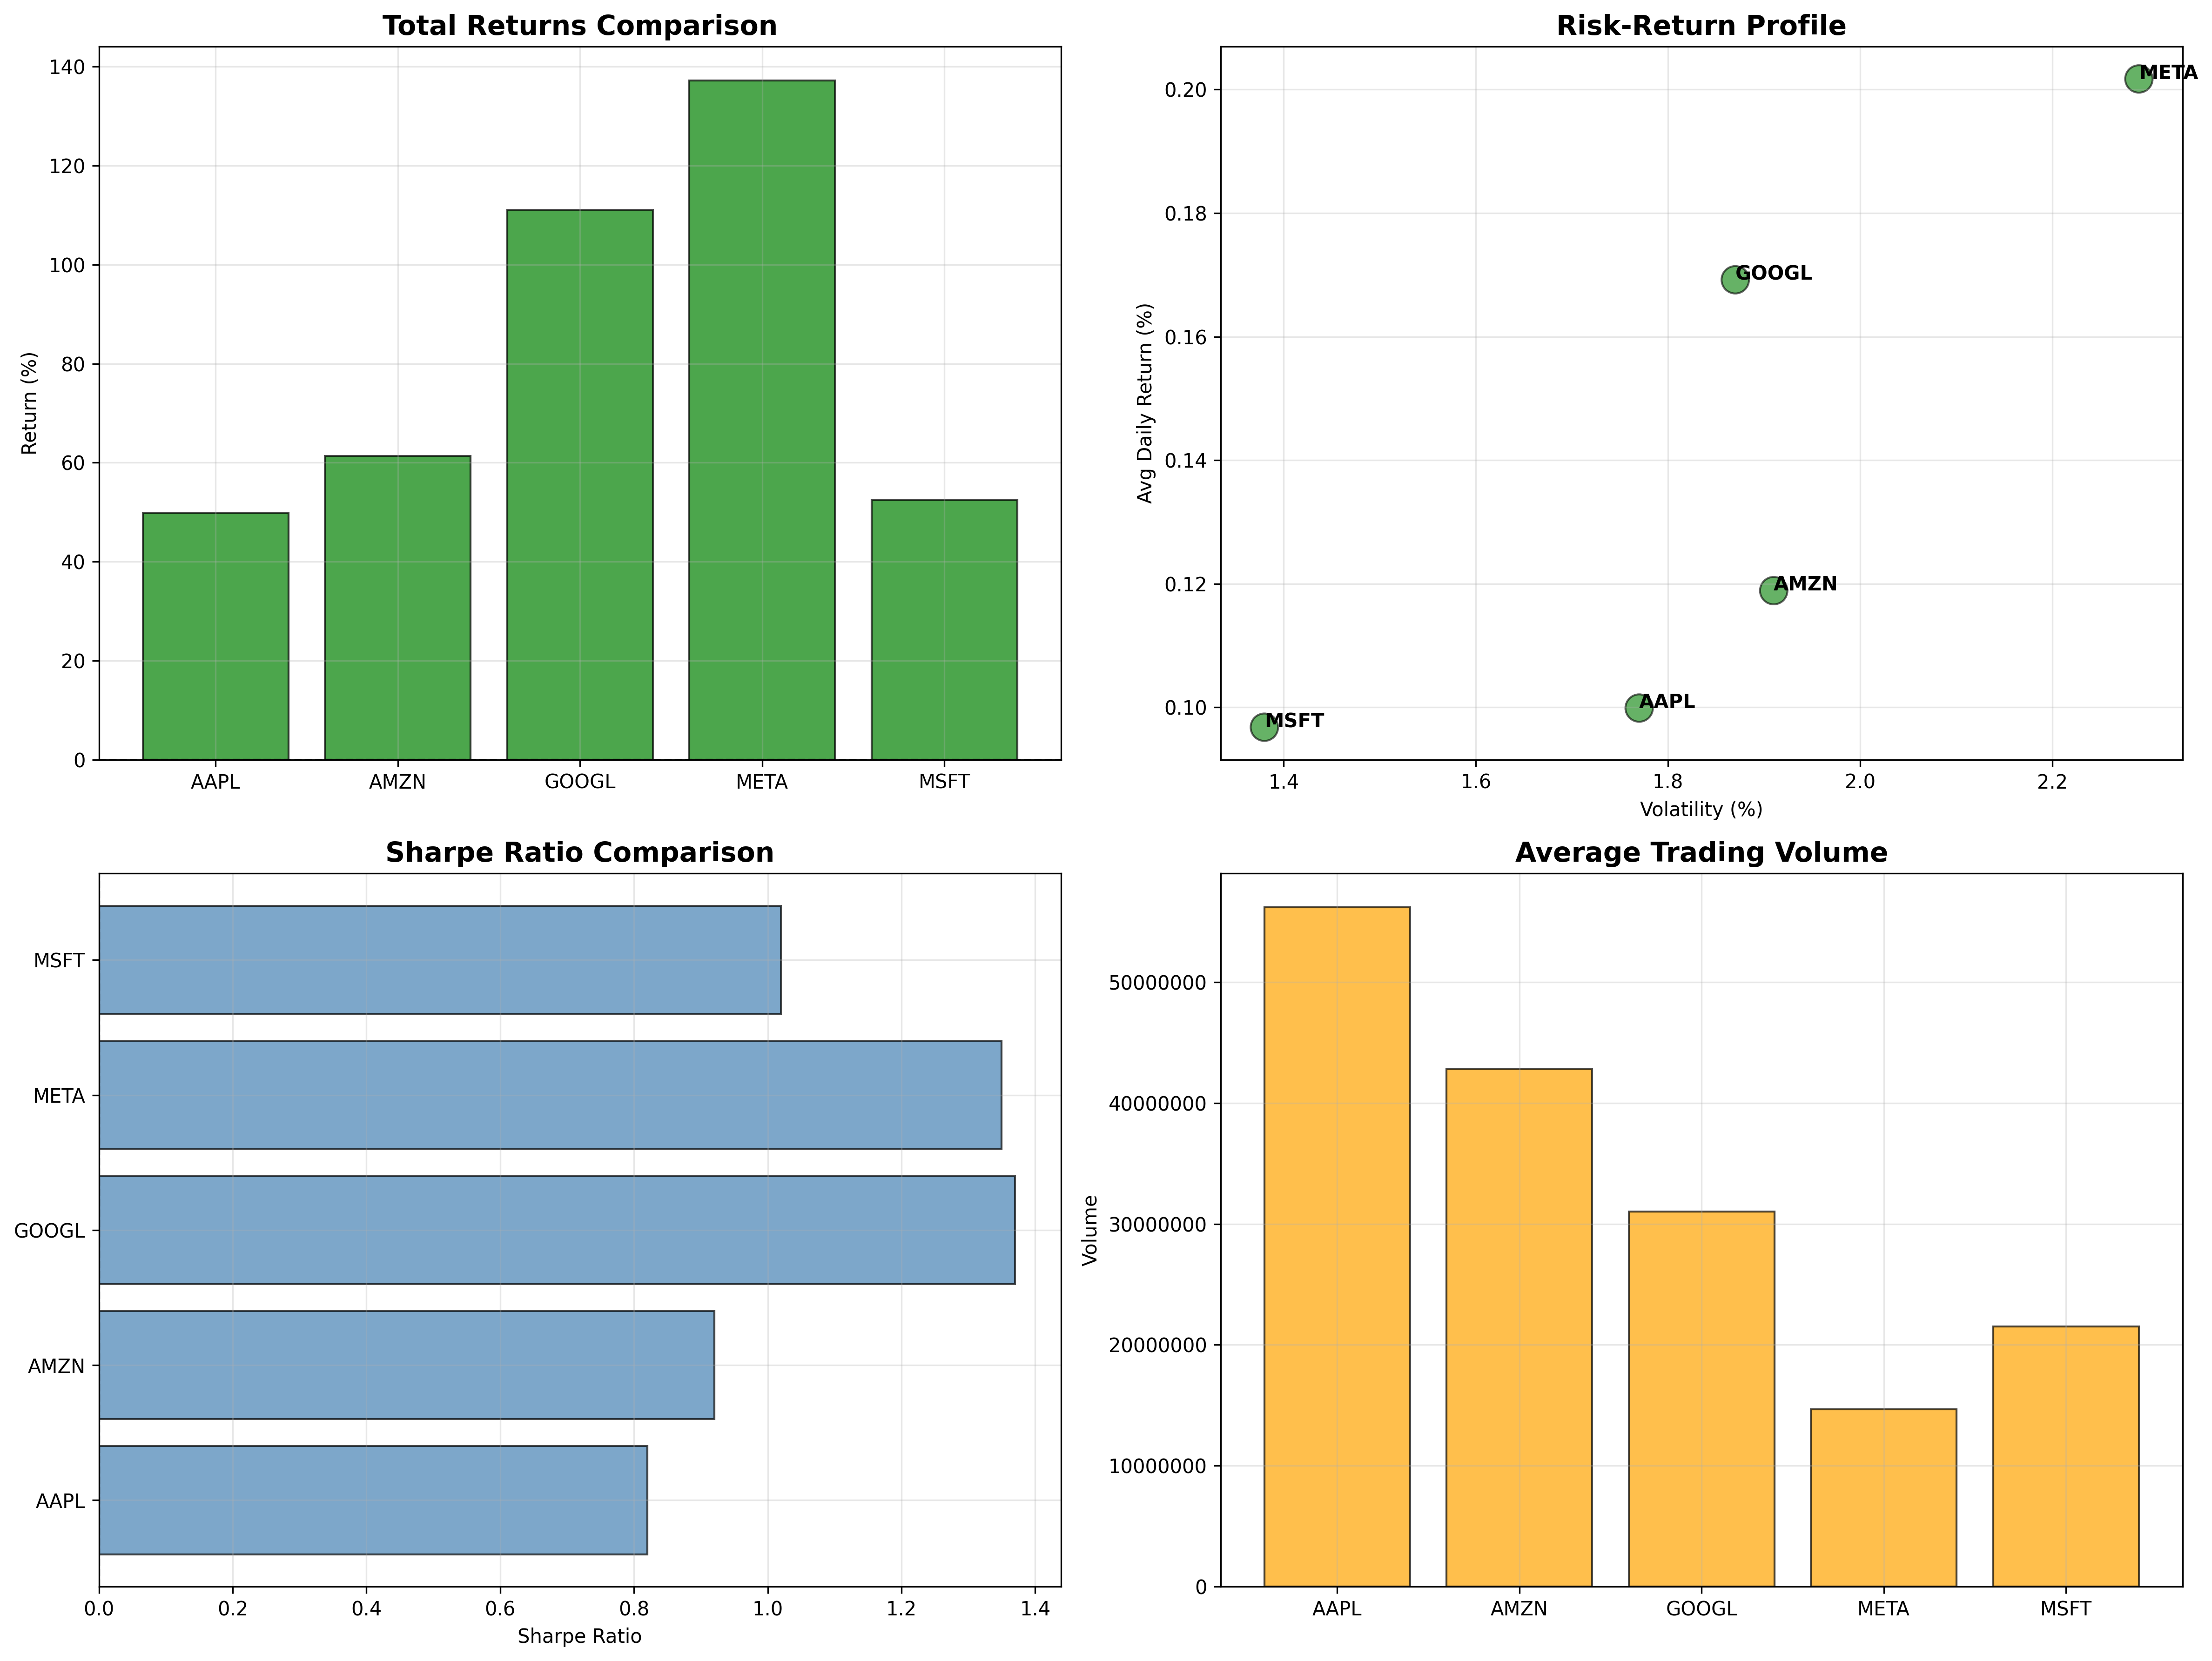 Total Returns Comparison
140
120
100
80
60
40
20
0
Return (%)
AAPL AMZN GOOGL META MSFT
Risk-Return Profile
0.20
0.18
0.16
0.14
0.12
0.10
Avg Daily Return (%)
META
GOOGL
AMZN
AAPL
MSFT
1.4 1.6 1.8 2.0 2.2
Volatility (%)
Sharpe Ratio Comparison
MSFT
META
GOOGL
AMZN
AAPL
0.0 0.2 0.4 0.6 0.8 1.0 1.2 1.4
Sharpe Ratio
Average Trading Volume
50000000
40000000
30000000
20000000
10000000
0
Volume
AAPL AMZN GOOGL META MSFT